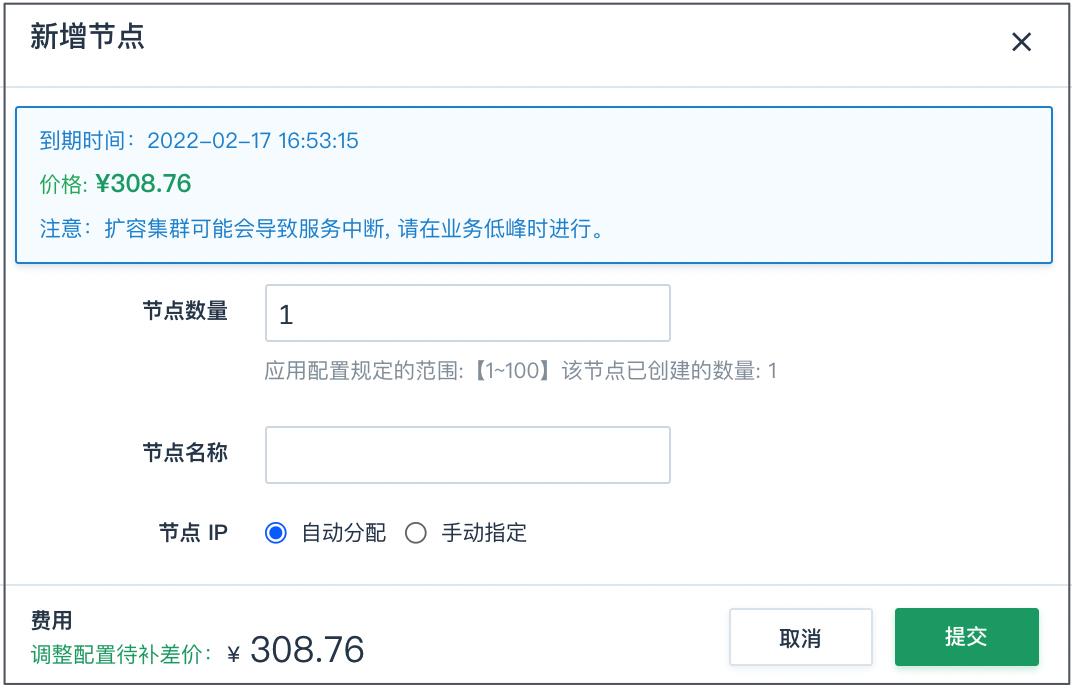 新增节点
到期时间：2022-02-17 16:53:15
价格: ¥308.76
注意：扩容集群可能会导致服务中断, 请在业务低峰时进行。
节点数量 1
应用配置规定的范围:【1~100】该节点已创建的数量: 1
节点名称
节点 IP 自动分配 手动指定
费用
调整配置待补差价：¥ 308.76
取消 提交